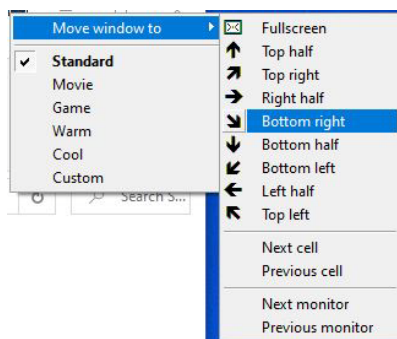 Move window to
Standard
Movie
Game
Warm
Cool
Custom
Search S...
Fullscreen
Top half
Top right
Right half
Bottom right
Bottom half
Bottom left
Left half
Top left
Next cell
Previous cell
Next monitor
Previous monitor